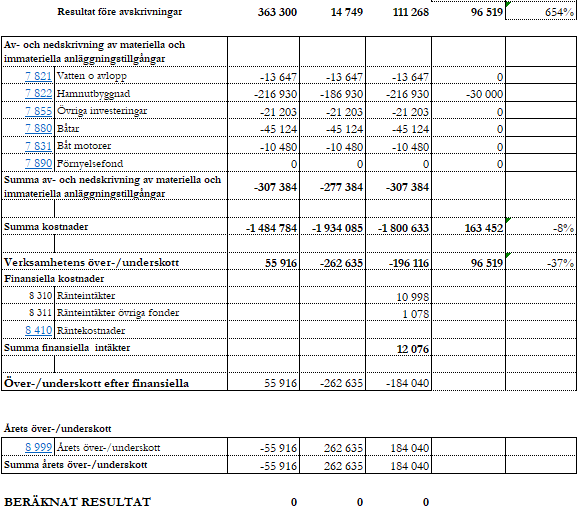 Resultat före avskrivningar 363 300 14 749 111 268 96 519 654%
Av- och nedskrivning av materiella och
immateriella anläggningstillgångar
7 821 Vatten o avlopp -13 647 -13 647 -13 647 0
7 822 Hamnutbyggnad -216 930 -186 930 -216 930 -30 000
7 855 Övriga investeringar -21 203 -21 203 -21 203 0
7 880 Båtar -45 124 -45 124 -45 124 0
7 831 Båt motorer -10 480 -10 480 -10 480 0
7 890 Förnyelsefond 0 0 0 0
Summa av- och nedskrivning av materiella och
immateriella anläggningstillgångar -307 384 -277 384 -307 384
Summa kostnader -1 484 784 -1 934 085 -1 800 633 163 452 -8%
Verksamhetens över-/underskott 55 916 -262 635 -196 116 96 519 -37%
Finansiella kostnader
8 310 Ränteintäkter 10 998
8 311 Ränteintäkter övriga fonder 1 078
8 410 Räntekostnader
Summa finansiella intäkter 12 076
Över-/underskott efter finansiella 55 916 -262 635 -184 040
Årets över-/underskott
8 999 Årets över-/underskott -55 916 262 635 184 040
Summa årets över-/underskott -55 916 262 635 184 040
BERÄKNAT RESULTAT 0 0 0